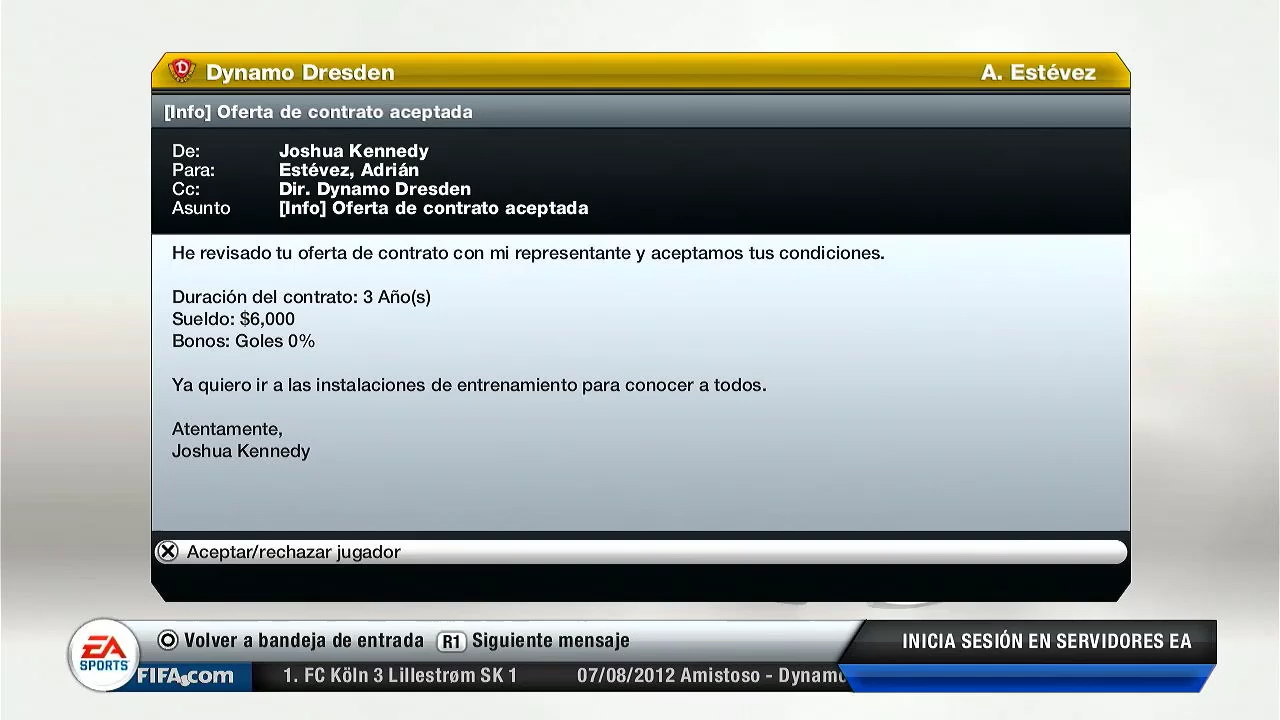 Dynamo Dresden
A. Estévez
[Info] Oferta de contrato aceptada
De: Joshua Kennedy
Para: Estévez, Adrián
Cc: Dir. Dynamo Dresden
Asunto [Info] Oferta de contrato aceptada
He revisado tu oferta de contrato con mi representante y aceptamos tus condiciones.
Duración del contrato: 3 Año(s)
Sueldo: $6,000
Bonos: Goles 0%
Ya quiero ir a las instalaciones de entrenamiento para conocer a todos.
Atentamente,
Joshua Kennedy
Aceptar/rechazar jugador
Volver a bandeja de entrada R1 Siguiente mensaje
INICIA SESIÓN EN SERVIDORES EA
EA SPORTS
FIFA.com
1. FC Köln 3 Lillestrøm SK 1 07/08/2012 Amistoso - Dynamo